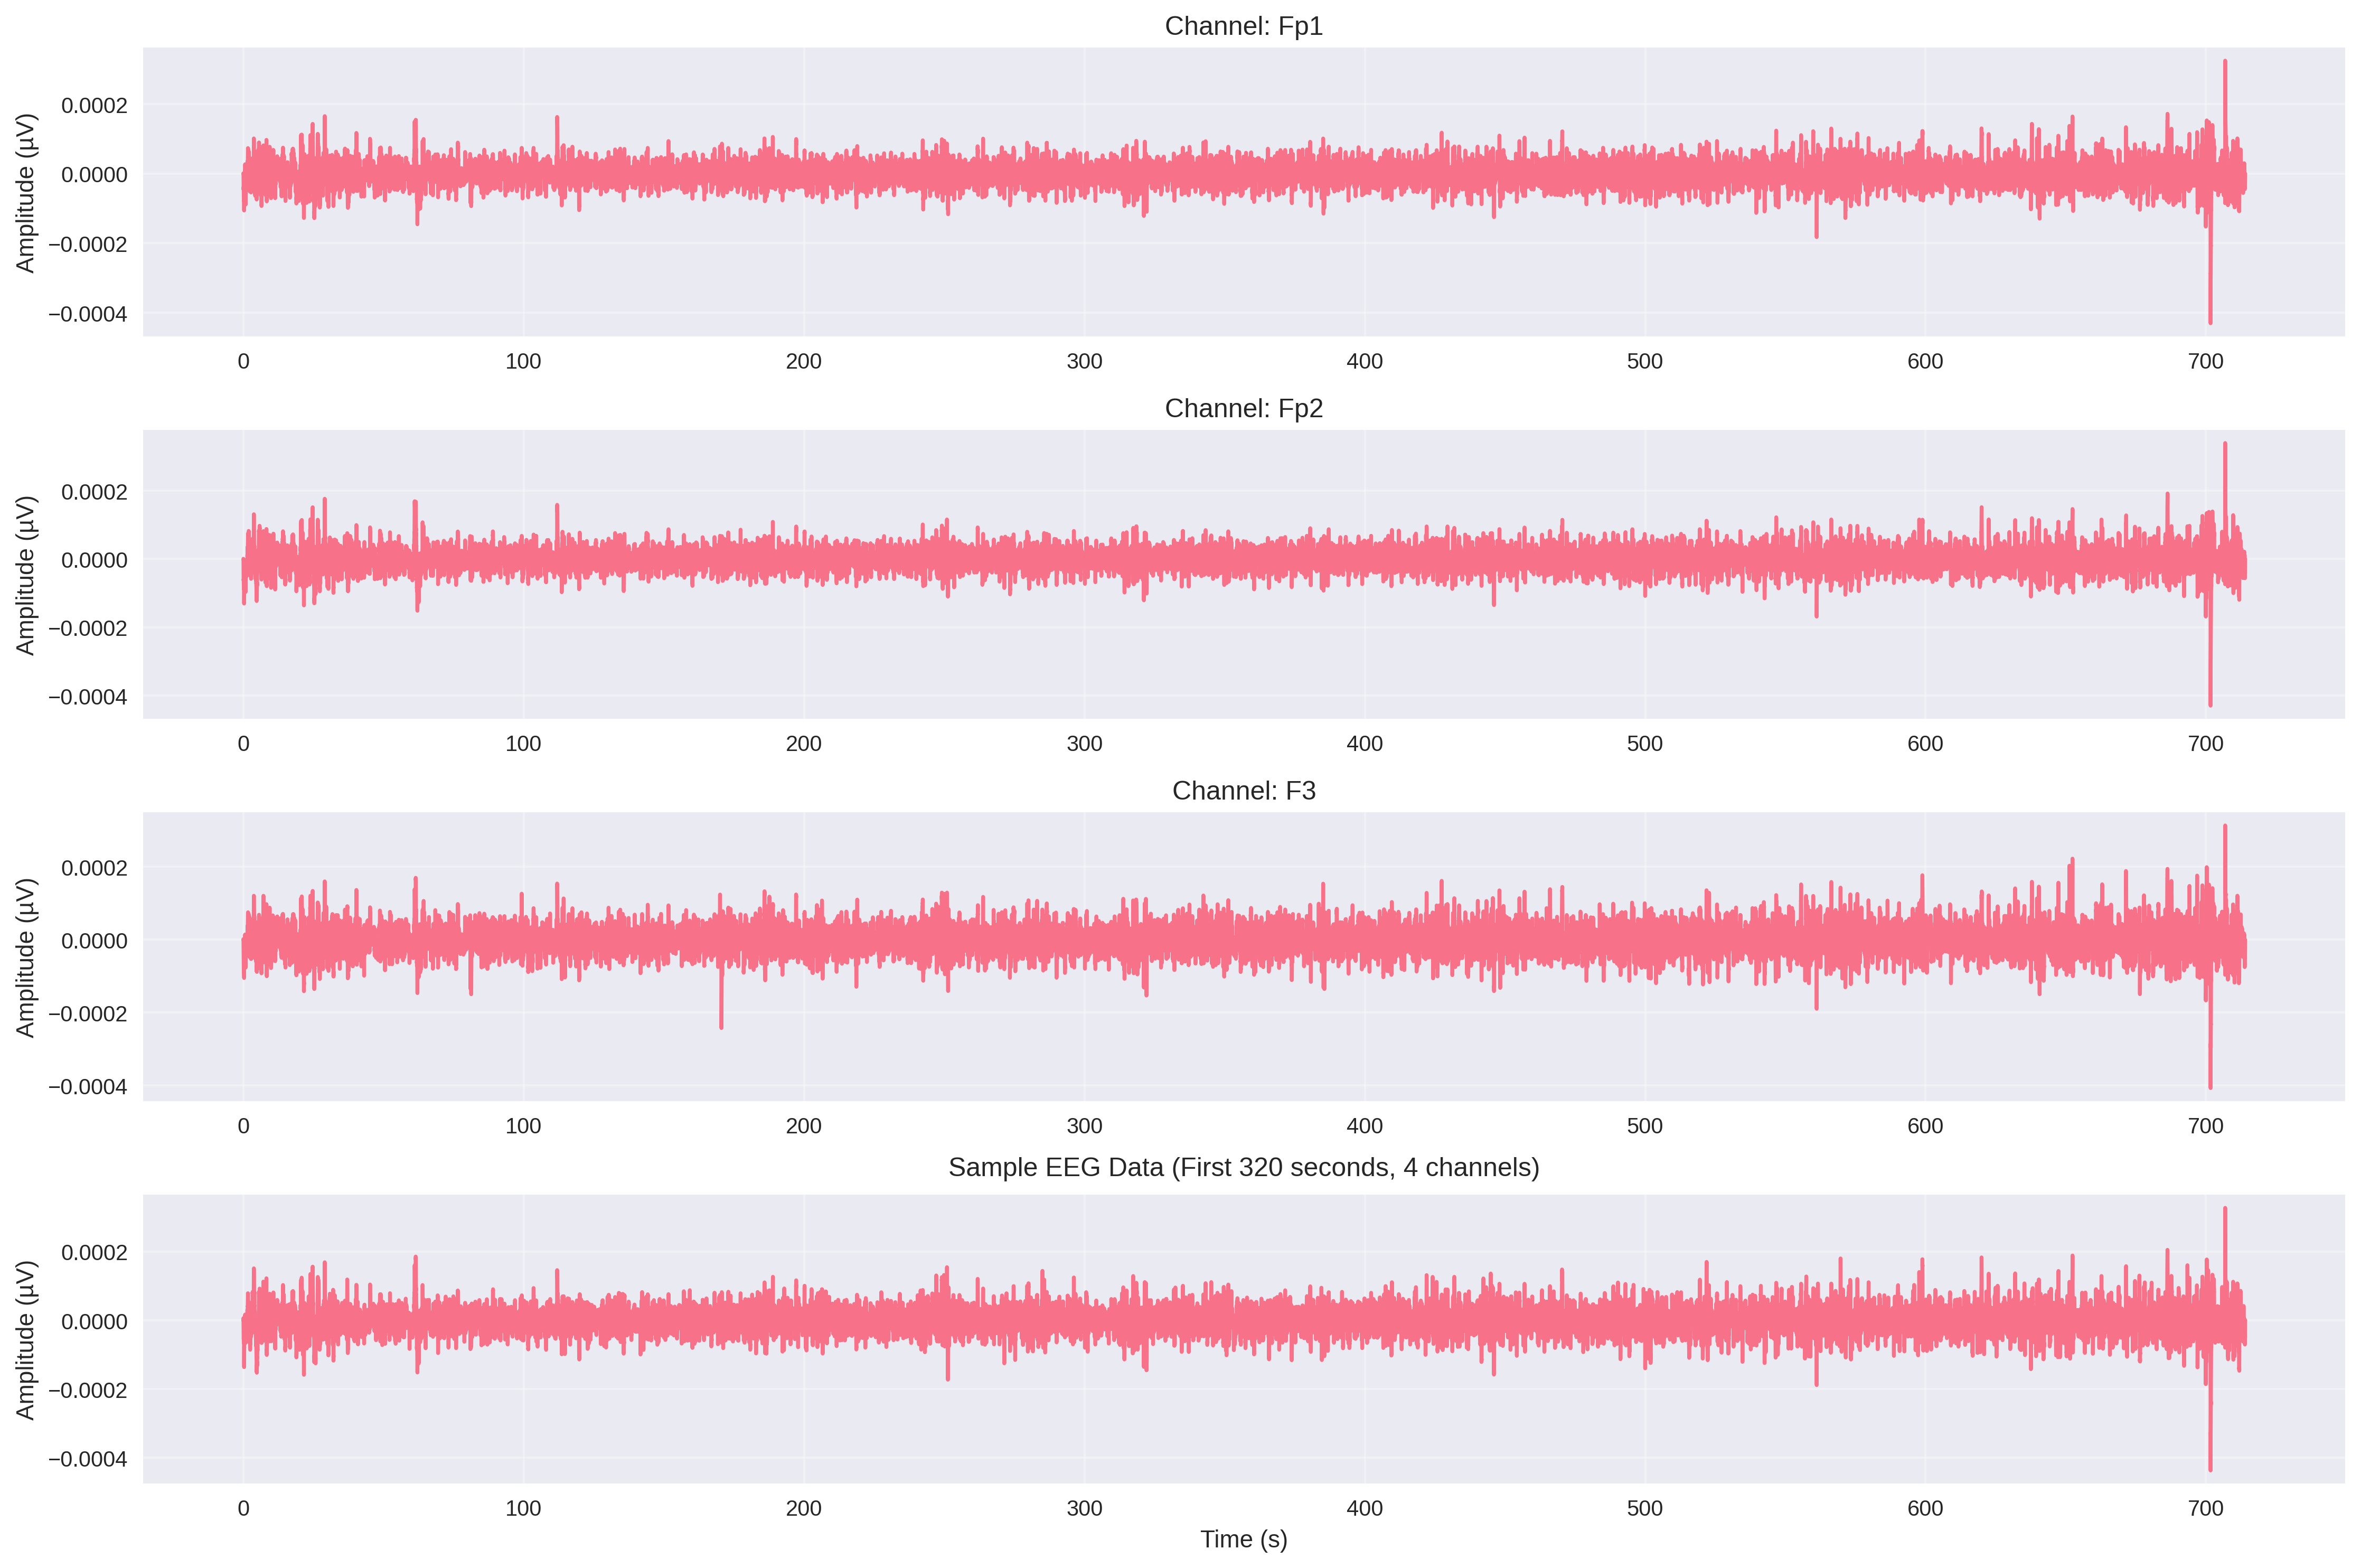 Channel: Fp1
Amplitude (µV)
0.0002
0.0000
−0.0002
−0.0004
0 100 200 300 400 500 600 700
Channel: Fp2
Amplitude (µV)
0.0002
0.0000
−0.0002
−0.0004
0 100 200 300 400 500 600 700
Channel: F3
Amplitude (µV)
0.0002
0.0000
−0.0002
−0.0004
0 100 200 300 400 500 600 700
Sample EEG Data (First 320 seconds, 4 channels)
Amplitude (µV)
0.0002
0.0000
−0.0002
−0.0004
0 100 200 300 400 500 600 700
Time (s)